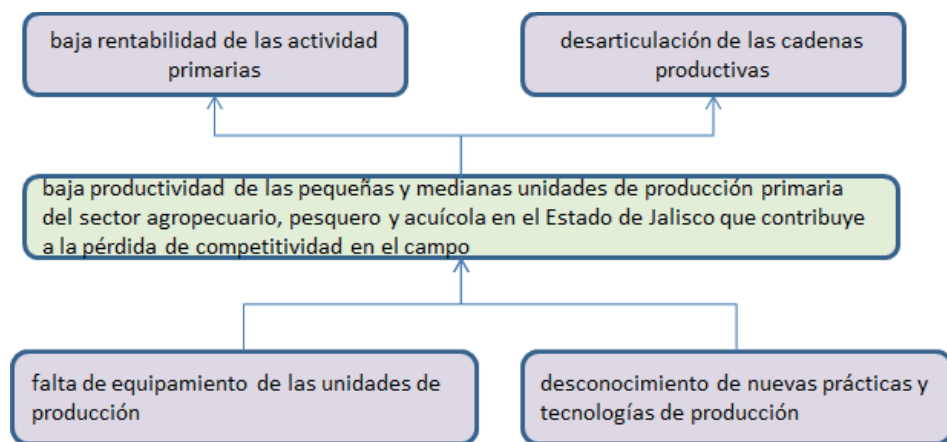 baja rentabilidad de las actividad
primarias
desarticulación de las cadenas
productivas
baja productividad de las pequeñas y medianas unidades de producción primaria
del sector agropecuario, pesquero y acuícola en el Estado de Jalisco que contribuye
a la pérdida de competitividad en el campo
falta de equipamiento de las unidades de
producción
desconocimiento de nuevas prácticas y
tecnologías de producción